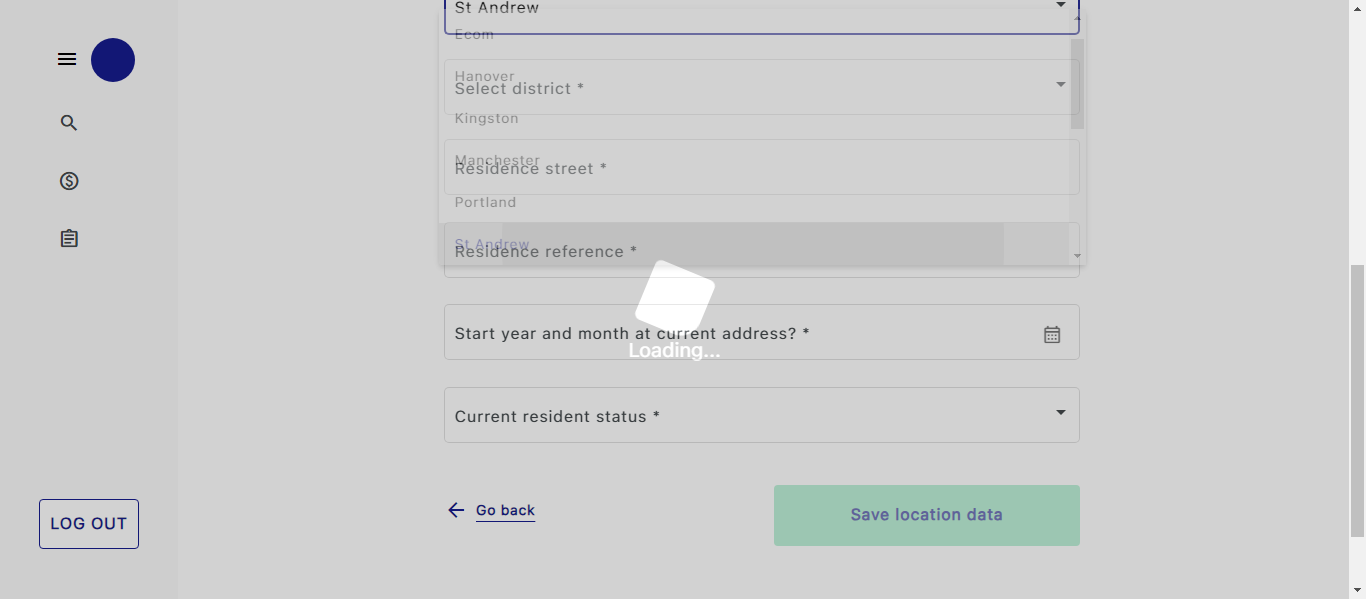 St Andrew
Ecom
Hanover
Select district *
Kingston
Manchester
Residence street *
Portland
St Andrew
Residence reference *
Start year and month at current address? *
Loading...
Current resident status *
Go back
Save location data
LOG OUT